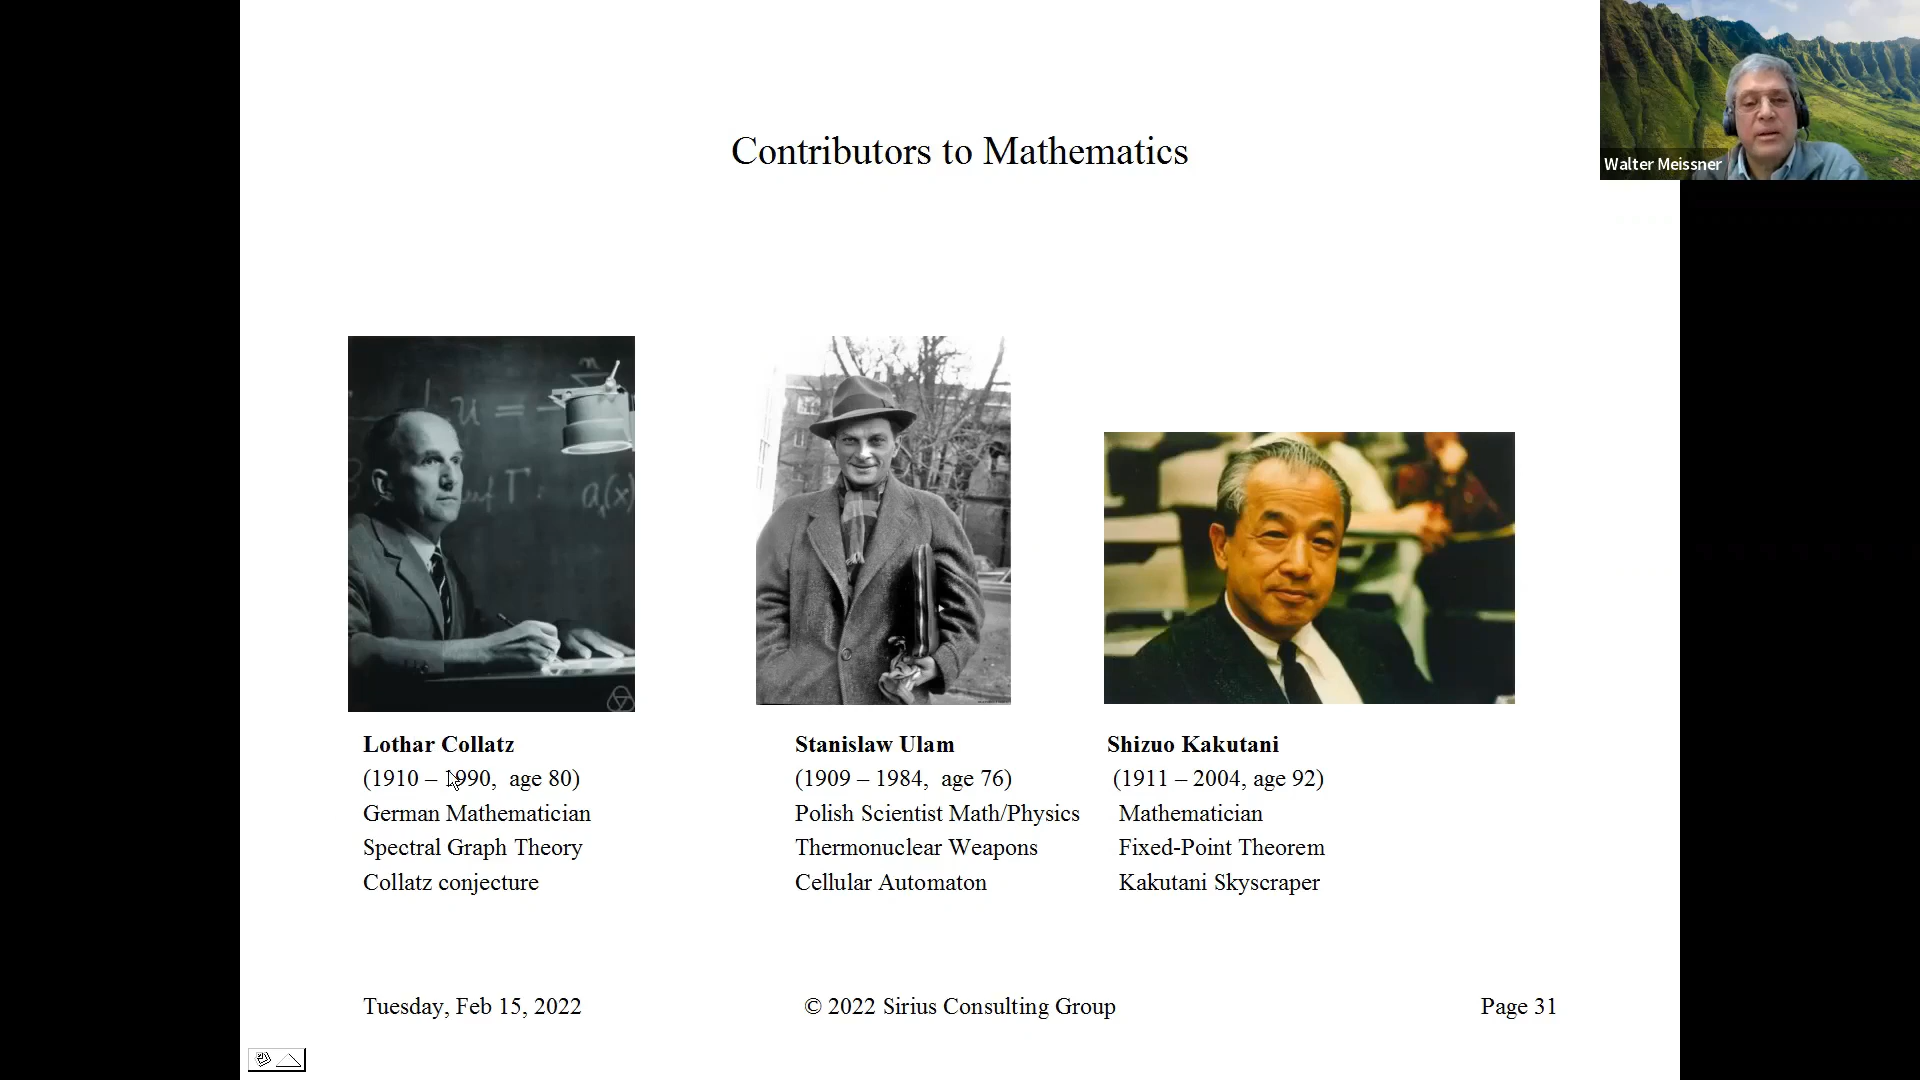 Contributors to Mathematics
Walter Meissner
Lothar Collatz
(1910 – 1990, age 80)
German Mathematician
Spectral Graph Theory
Collatz conjecture
Stanislaw Ulam
(1909 – 1984, age 76)
Polish Scientist Math/Physics
Thermonuclear Weapons
Cellular Automaton
Shizuo Kakutani
(1911 – 2004, age 92)
Mathematician
Fixed-Point Theorem
Kakutani Skyscraper
Tuesday, Feb 15, 2022
© 2022 Sirius Consulting Group
Page 31